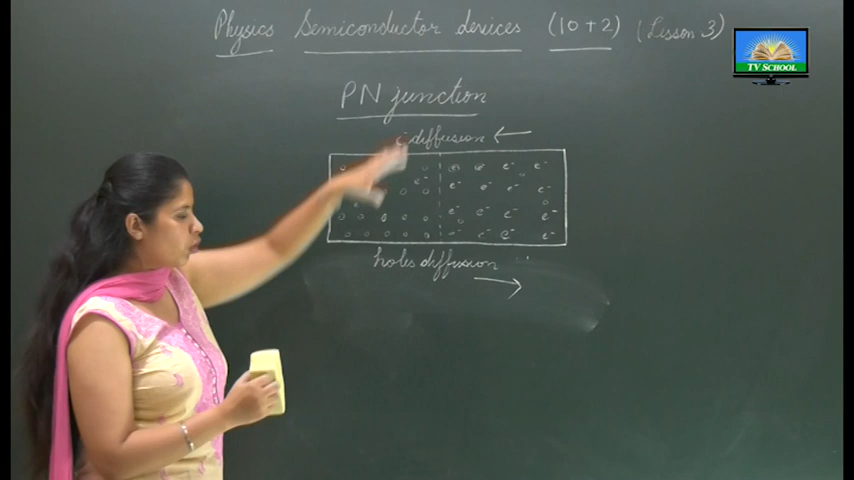 Physics Semiconductor devices (10+2) (Lesson 3)
TV SCHOOL
PN junction
e⁻ diffusion ←
e⁻ e⁻ e⁻ e⁻
e⁻ e⁻ e⁻ e⁻ e⁻
e⁻ e⁻ e⁻ e⁻
e⁻ e⁻ e⁻
holes diffusion
→